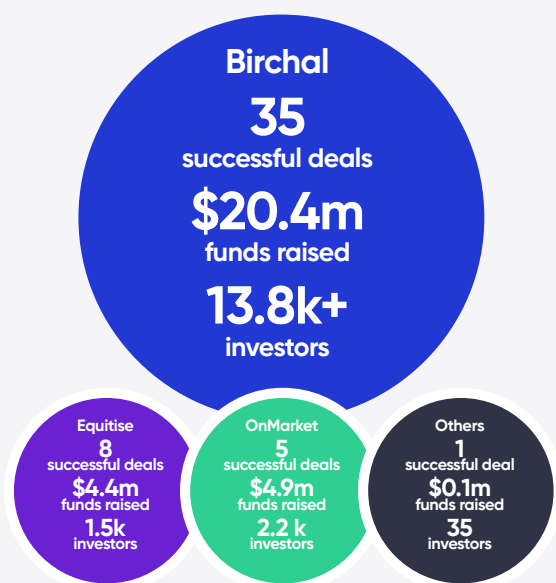 Birchal
35
successful deals
$20.4m
funds raised
13.8k+
investors
Equitise
8
successful deals
$4.4m
funds raised
1.5k
investors
OnMarket
5
successful deals
$4.9m
funds raised
2.2 k
investors
Others
1
successful deal
$0.1m
funds raised
35
investors